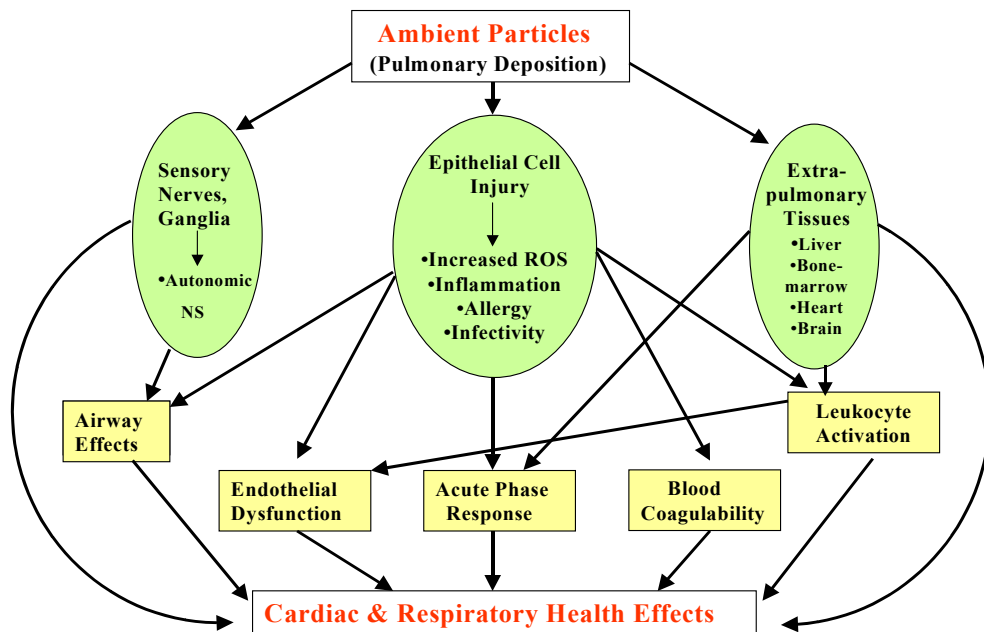 Ambient Particles
(Pulmonary Deposition)
Sensory
Nerves,
Ganglia
•Autonomic
NS
Epithelial Cell
Injury
•Increased ROS
•Inflammation
•Allergy
•Infectivity
Extra-
pulmonary
Tissues
•Liver
•Bone-
marrow
•Heart
•Brain
Airway
Effects
Leukocyte
Activation
Endothelial
Dysfunction
Acute Phase
Response
Blood
Coagulability
Cardiac & Respiratory Health Effects